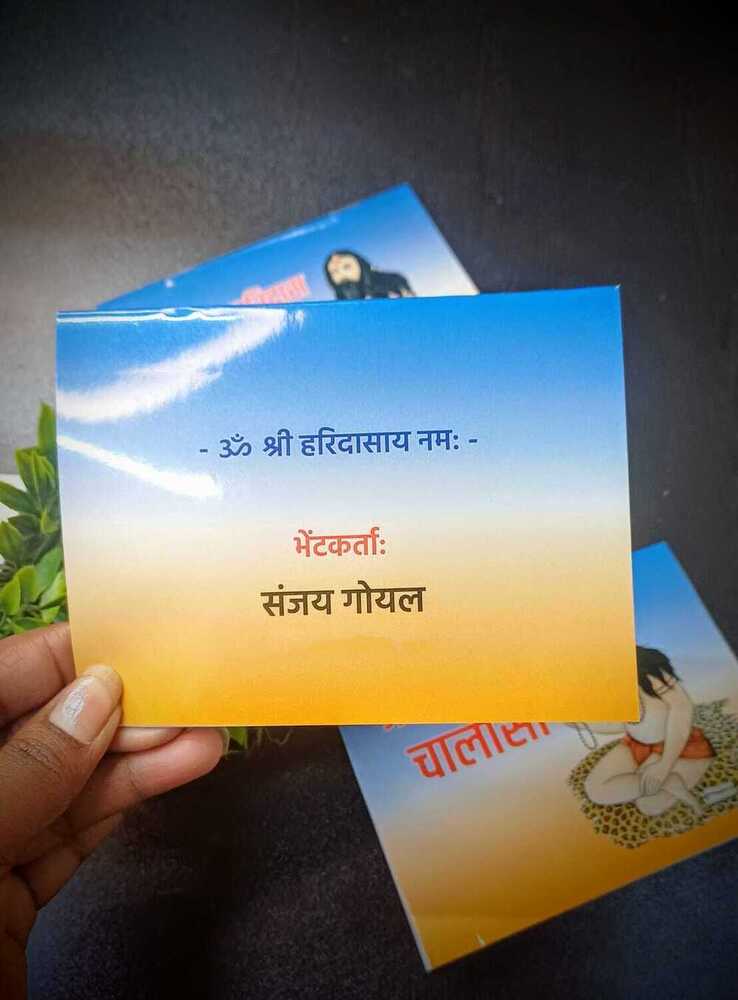 - ॐ श्री हरिदासाय नमः -
भेंटकर्ताः
संजय गोयल